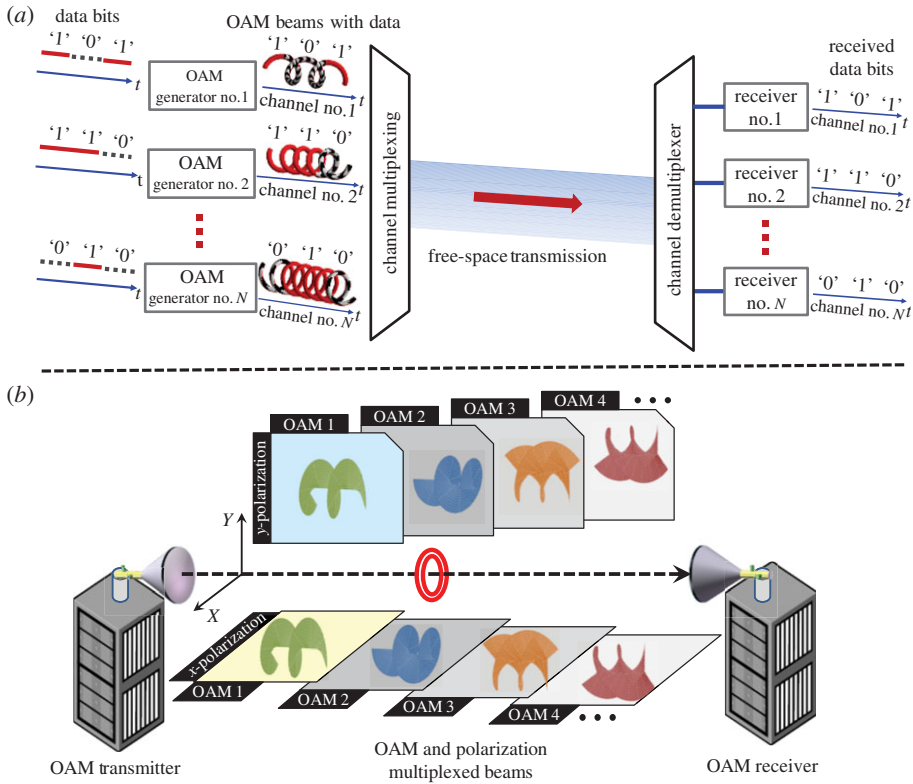 (a)
data bits
‘1’ ‘0’ ‘1’
t
OAM
generator no.1
OAM beams with data
‘1’ ‘0’ ‘1’
channel no.1
t
‘1’ ‘1’ ‘0’
t
OAM
generator no. 2
‘1’ ‘1’ ‘0’
channel no.2
t
‘0’ ‘1’ ‘0’
t
OAM
generator no. N
‘0’ ‘1’ ‘0’
channel no. N
t
channel multiplexing
free-space transmission
channel demultiplexer
received
data bits
receiver
no.1
‘1’ ‘0’ ‘1’
channel no.1
t
receiver
no. 2
‘1’ ‘1’ ‘0’
channel no. 2
t
receiver
no. N
‘0’ ‘1’ ‘0’
channel no. N
t
(b)
OAM 1
OAM 2
OAM 3
OAM 4
y-polarization
Y
X
x-polarization
OAM 1
OAM 2
OAM 3
OAM 4
OAM transmitter
OAM and polarization
multiplexed beams
OAM receiver